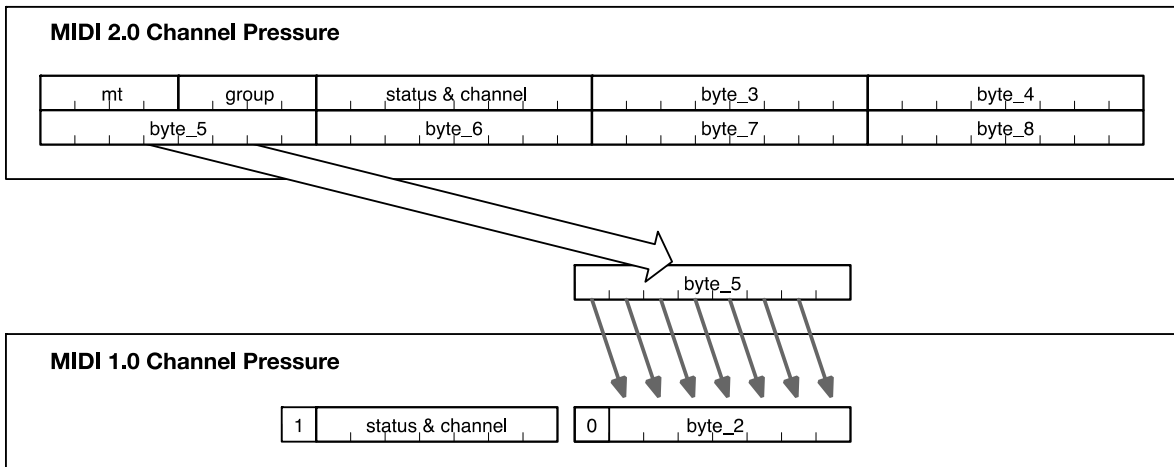 MIDI 2.0 Channel Pressure
mt group status & channel byte_3 byte_4
byte_5 byte_6 byte_7 byte_8
byte_5
MIDI 1.0 Channel Pressure
1 status & channel 0 byte_2